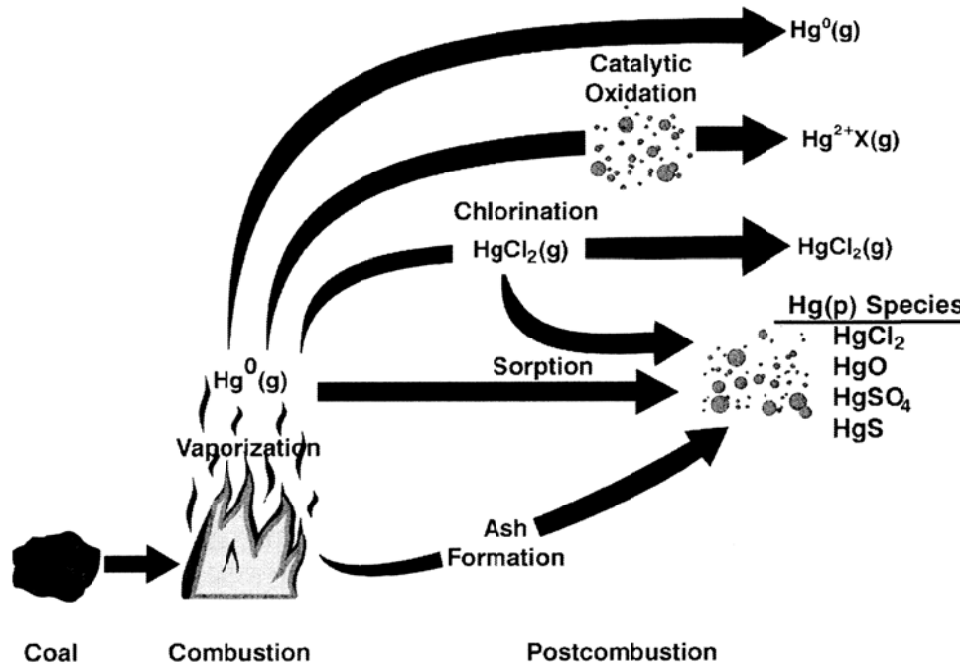 Hg⁰(g)
Catalytic
Oxidation
Hg²⁺X(g)
Chlorination
HgCl₂(g)
HgCl₂(g)
Hg(p) Species
HgCl₂
HgO
HgSO₄
HgS
Hg⁰(g)
Sorption
Vaporization
Ash
Formation
Coal
Combustion
Postcombustion